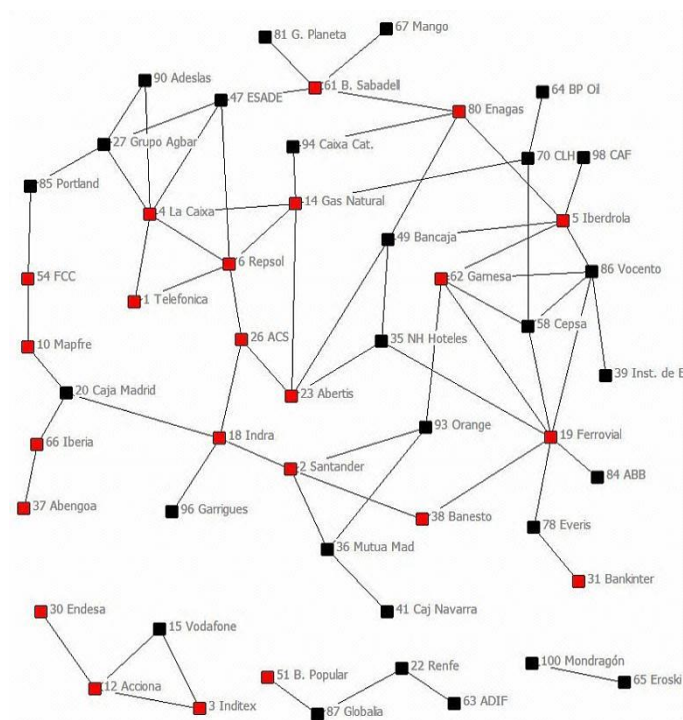 67 Mango
81 G. Planeta
90 Adeslas
61 B. Sabadell
64 BP Oil
47 ESADE
80 Enagas
27 Grupo Agbar
94 Caixa Cat.
70 CLH
98 CAF
85 Portland
14 Gas Natural
4 La Caixa
5 Iberdrola
49 Bancaja
6 Repsol
86 Vocento
54 FCC
62 Gamesa
1 Telefonica
58 Cepsa
26 ACS
35 NH Hoteles
10 Mapfre
39 Inst. de E
20 Caja Madrid
23 Abertis
93 Orange
18 Indra
19 Ferrovial
66 Iberia
2 Santander
84 ABB
37 Abengoa
96 Garrigues
38 Banesto
78 Everis
36 Mutua Mad
31 Bankinter
30 Endesa
41 Caj Navarra
15 Vodafone
100 Mondragón
22 Renfe
51 B. Popular
65 Eroski
12 Acciona
63 ADIF
3 Inditex
87 Globalia